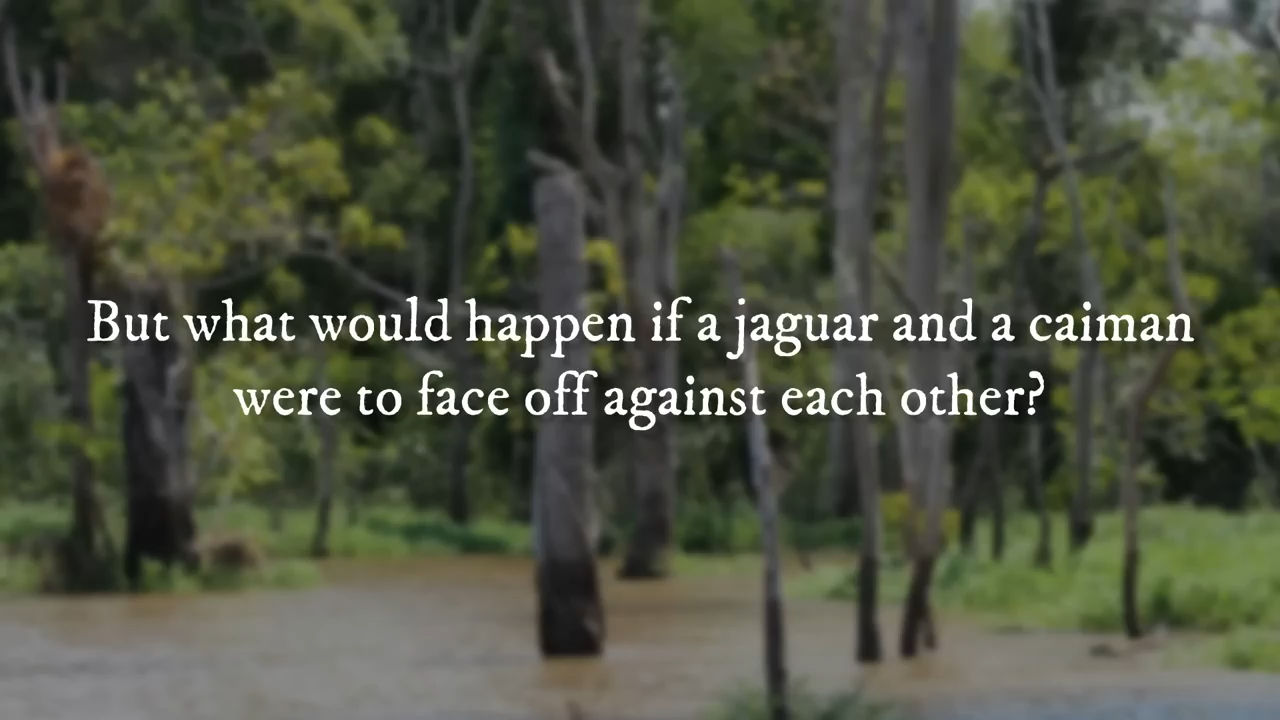 But what would happen if a jaguar and a caiman
were to face off against each other?